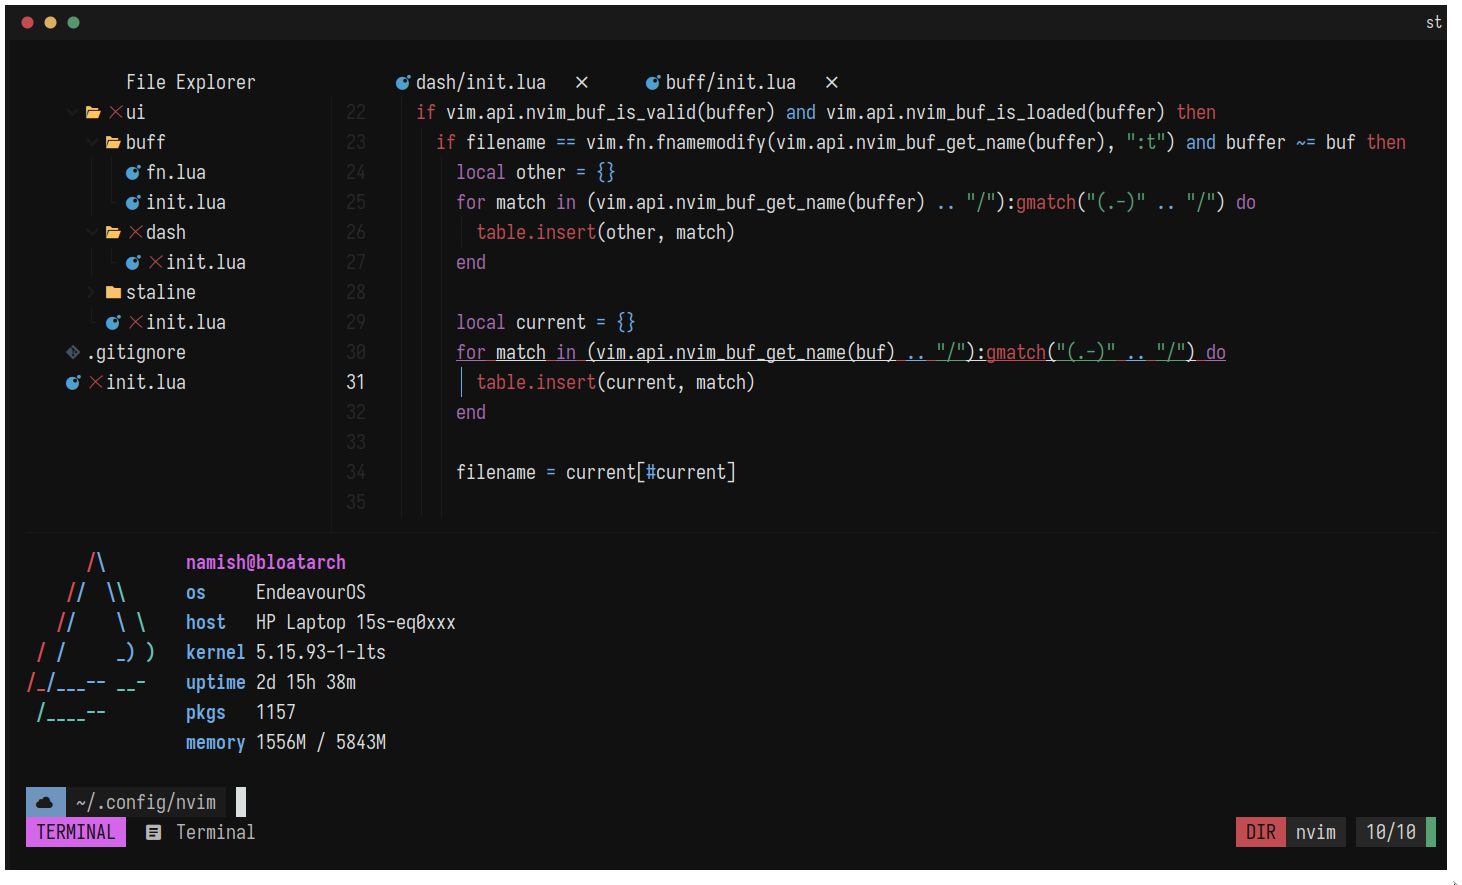 st
File Explorer
dash/init.lua × buff/init.lua ×
ui
buff
fn.lua
init.lua
dash
init.lua
staline
init.lua
.gitignore
init.lua
22 if vim.api.nvim_buf_is_valid(buffer) and vim.api.nvim_buf_is_loaded(buffer) then
23 if filename == vim.fn.fnamemodify(vim.api.nvim_buf_get_name(buffer), ":t") and buffer ~= buf then
24 local other = {}
25 for match in (vim.api.nvim_buf_get_name(buffer) .. "/"):gmatch("(.-)" .. "/") do
26 table.insert(other, match)
27 end
28
29 local current = {}
30 for match in (vim.api.nvim_buf_get_name(buf) .. "/"):gmatch("(.-)" .. "/") do
31 table.insert(current, match)
32 end
33
34 filename = current[#current]
35
/\ namish@bloatarch
// \\ os EndeavourOS
// \ \ host HP Laptop 15s-eq0xxx
/ / _) ) kernel 5.15.93-1-lts
/_/___-- __- uptime 2d 15h 38m
/____-- pkgs 1157
memory 1556M / 5843M
~/.config/nvim
TERMINAL Terminal DIR nvim 10/10